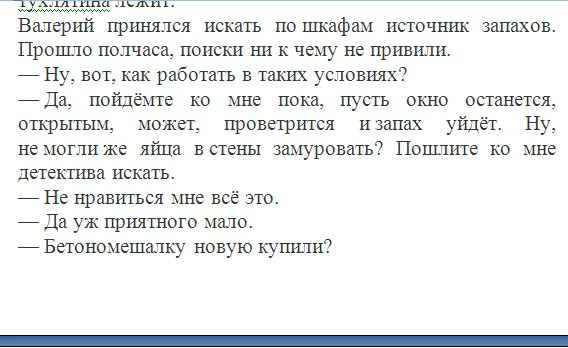 тухлятина лежит.
Валерий принялся искать по шкафам источник запахов.
Прошло полчаса, поиски ни к чему не привили.
— Ну, вот, как работать в таких условиях?
— Да, пойдёмте ко мне пока, пусть окно останется,
открытым, может, проветрится и запах уйдёт. Ну,
не могли же яйца в стены замуровать? Пошлите ко мне
детектива искать.
— Не нравиться мне всё это.
— Да уж приятного мало.
— Бетономешалку новую купили?